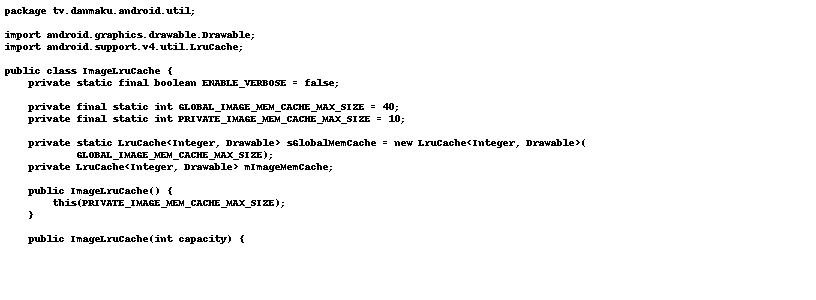 package tv.danmaku.android.util;

import android.graphics.drawable.Drawable;
import android.support.v4.util.LruCache;

public class ImageLruCache {
    private static final boolean ENABLE_VERBOSE = false;

    private final static int GLOBAL_IMAGE_MEM_CACHE_MAX_SIZE = 40;
    private final static int PRIVATE_IMAGE_MEM_CACHE_MAX_SIZE = 10;

    private static LruCache<Integer, Drawable> sGlobalMemCache = new LruCache<Integer, Drawable>(
            GLOBAL_IMAGE_MEM_CACHE_MAX_SIZE);
    private LruCache<Integer, Drawable> mImageMemCache;

    public ImageLruCache() {
        this(PRIVATE_IMAGE_MEM_CACHE_MAX_SIZE);
    }

    public ImageLruCache(int capacity) {